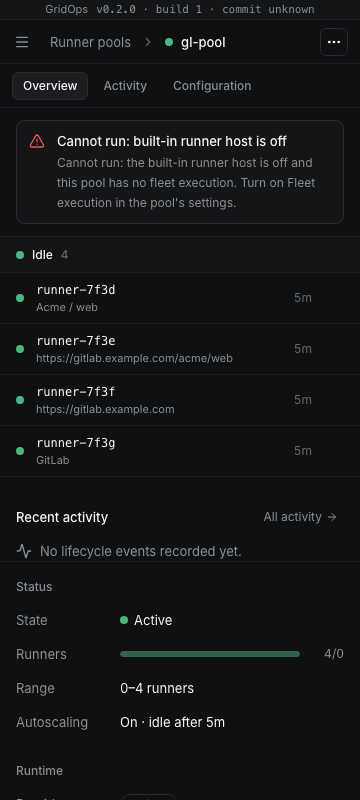 GridOps v0.2.0 · build 1 · commit unknown
Runner pools > gl-pool
Overview Activity Configuration
Cannot run: built-in runner host is off
Cannot run: the built-in runner host is off and
this pool has no fleet execution. Turn on Fleet
execution in the pool's settings.
Idle 4
runner-7f3d
5m
Acme / web
runner-7f3e
5m
https://gitlab.example.com/acme/web
runner-7f3f
5m
https://gitlab.example.com
runner-7f3g
5m
GitLab
Recent activity All activity →
No lifecycle events recorded yet.
Status
State Active
Runners 4/0
Range 0–4 runners
Autoscaling On · idle after 5m
Runtime